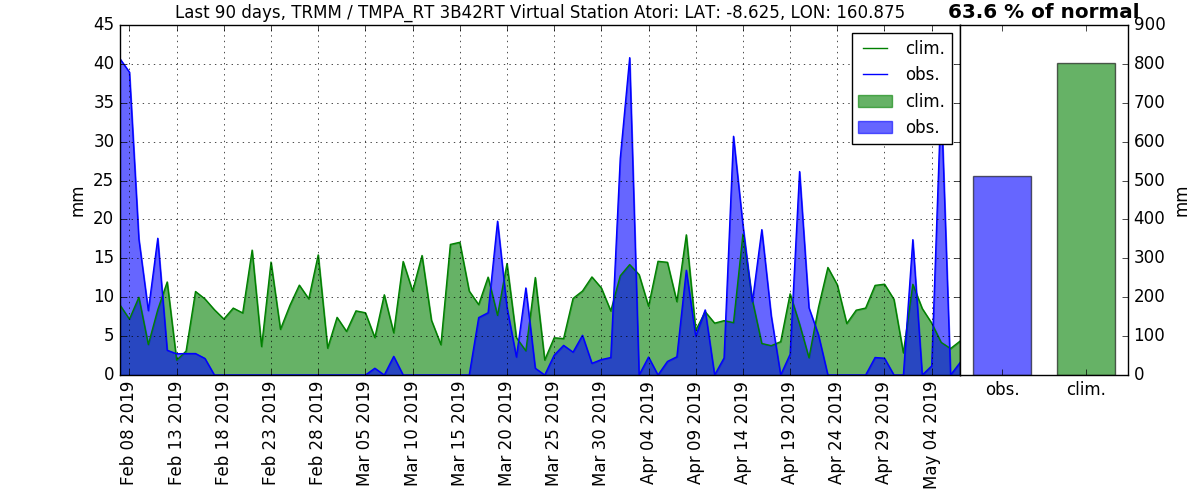 Last 90 days, TRMM / TMPA_RT 3B42RT Virtual Station Atori: LAT: -8.625, LON: 160.875
63.6 % of normal
45
40
35
30
25
20
15
10
5
0
mm
clim.
obs.
clim.
obs.
900
800
700
600
500
400
300
200
100
0
mm
obs.
clim.
Feb 08 2019
Feb 13 2019
Feb 18 2019
Feb 23 2019
Feb 28 2019
Mar 05 2019
Mar 10 2019
Mar 15 2019
Mar 20 2019
Mar 25 2019
Mar 30 2019
Apr 04 2019
Apr 09 2019
Apr 14 2019
Apr 19 2019
Apr 24 2019
Apr 29 2019
May 04 2019